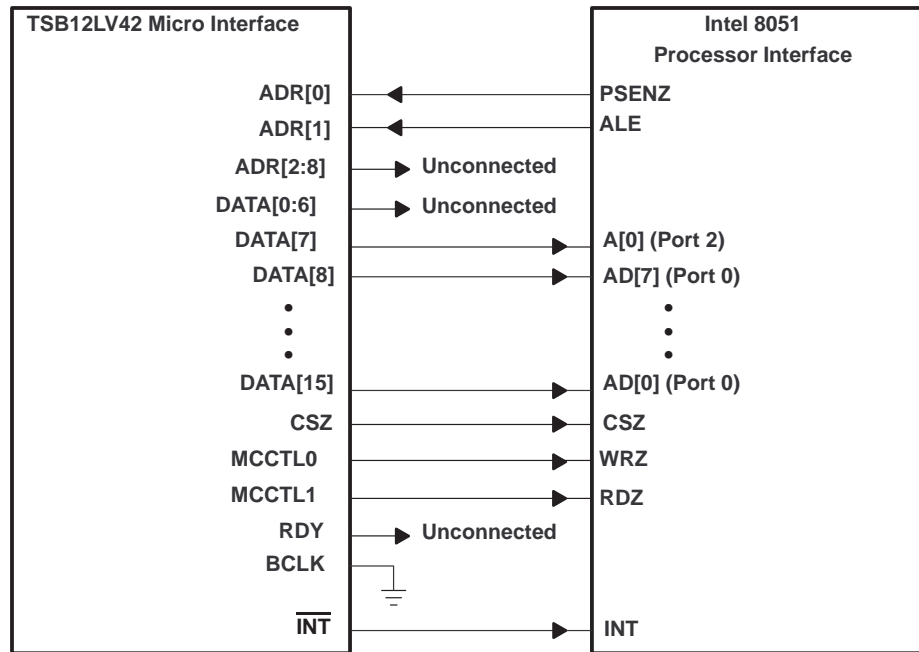 TSB12LV42 Micro Interface
Intel 8051
Processor Interface
ADR[0]
PSENZ
ADR[1]
ALE
ADR[2:8]
Unconnected
DATA[0:6]
Unconnected
DATA[7]
A[0] (Port 2)
DATA[8]
AD[7] (Port 0)
DATA[15]
AD[0] (Port 0)
CSZ
CSZ
MCCTL0
WRZ
MCCTL1
RDZ
RDY
Unconnected
BCLK
INT
INT